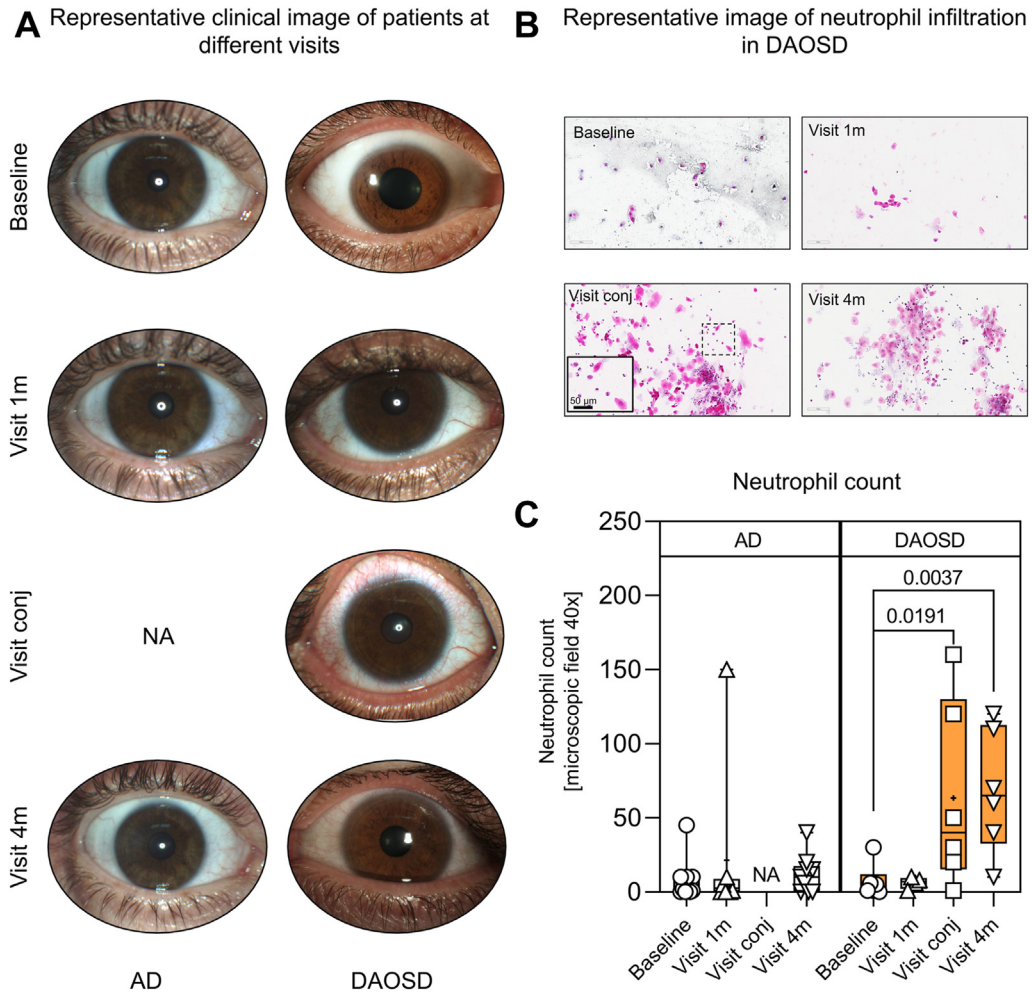 A Representative clinical image of patients at
different visits
Baseline
Visit 1m
Visit conj
NA
Visit 4m
AD DAOSD
B Representative image of neutrophil infiltration
in DAOSD
Baseline
Visit 1m
Visit conj
50 µm
Visit 4m
C
Neutrophil count
Neutrophil count
[microscopic field 40x]
250
200
150
100
50
0
AD DAOSD
0.0037
0.0191
NA
Baseline
Visit 1m
Visit conj
Visit 4m
Baseline
Visit 1m
Visit conj
Visit 4m